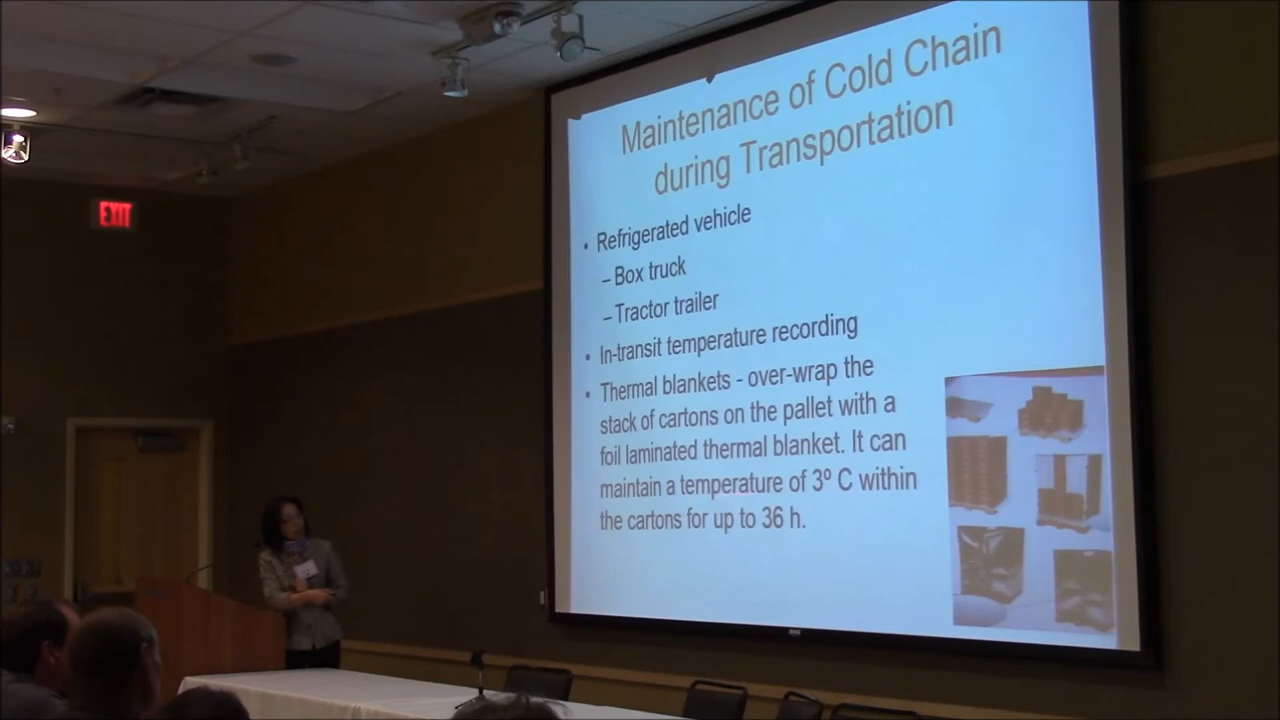 Maintenance of Cold Chain
during Transportation
• Refrigerated vehicle
– Box truck
– Tractor trailer
• In-transit temperature recording
• Thermal blankets - over-wrap the
stack of cartons on the pallet with a
foil laminated thermal blanket. It can
maintain a temperature of 3º C within
the cartons for up to 36 h.
EXIT